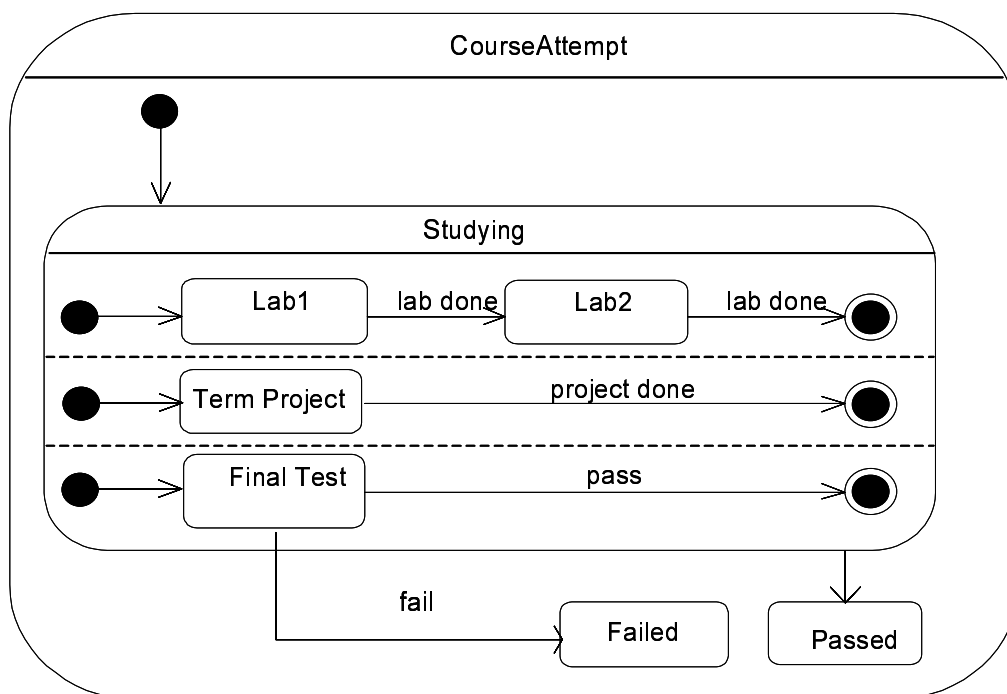 CourseAttempt
Studying
Lab1
lab done
Lab2
lab done
Term Project
project done
Final Test
pass
fail
Failed
Passed